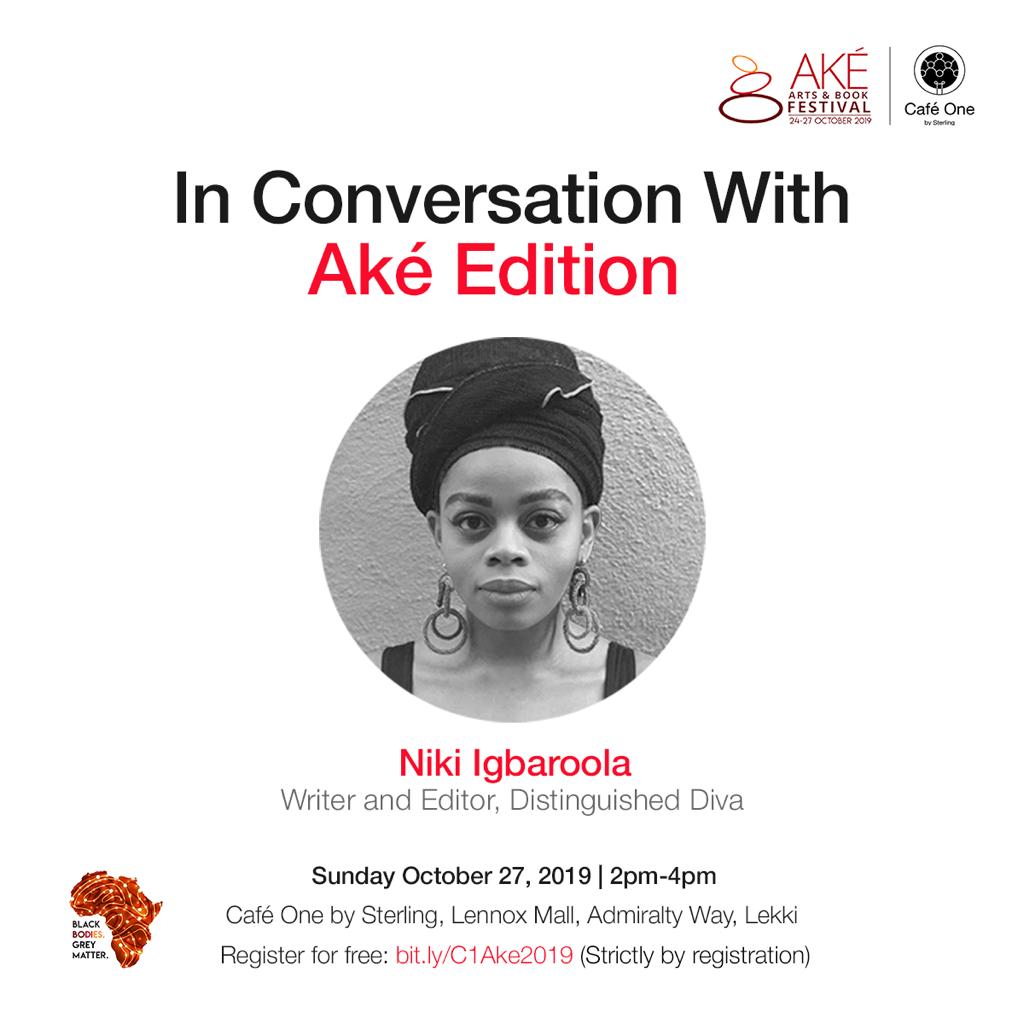 AKÉ
ARTS & BOOK
FESTIVAL
24-27 OCTOBER 2019
Café One
by Sterling
In Conversation With
Aké Edition
Niki Igbaroola
Writer and Editor, Distinguished Diva
Sunday October 27, 2019 | 2pm-4pm
Café One by Sterling, Lennox Mall, Admiralty Way, Lekki
Register for free: bit.ly/C1Ake2019 (Strictly by registration)
BLACK
BODIES.
GREY
MATTER.